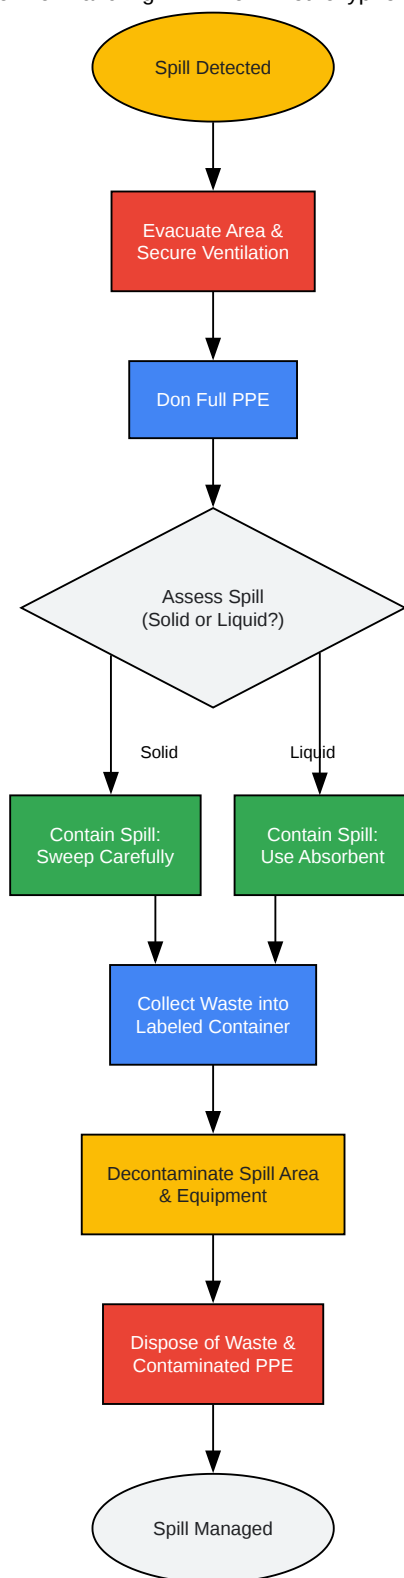 Spill Detected
Evacuate Area &
Secure Ventilation
Don Full PPE
Assess Spill
(Solid or Liquid?)
Solid
Liquid
Contain Spill:
Sweep Carefully
Contain Spill:
Use Absorbent
Collect Waste into
Labeled Container
Decontaminate Spill Area
& Equipment
Dispose of Waste &
Contaminated PPE
Spill Managed